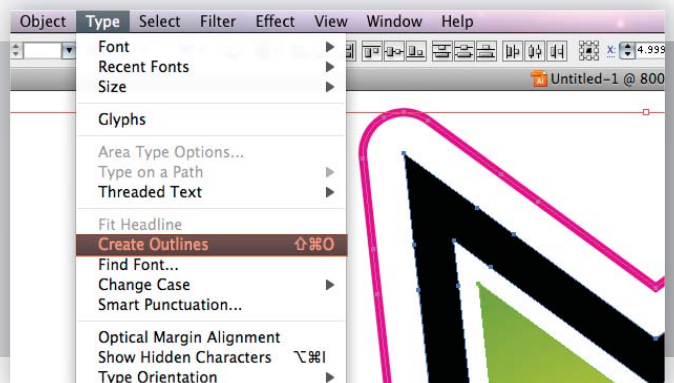 Object Type Select Filter Effect View Window Help
Font
Recent Fonts
Size
x: 4.999
Untitled-1 @ 800
Glyphs
Area Type Options...
Type on a Path
Threaded Text
Fit Headline
Create Outlines ⇧⌘O
Find Font...
Change Case
Smart Punctuation...
Optical Margin Alignment
Show Hidden Characters ⌥⌘I
Type Orientation